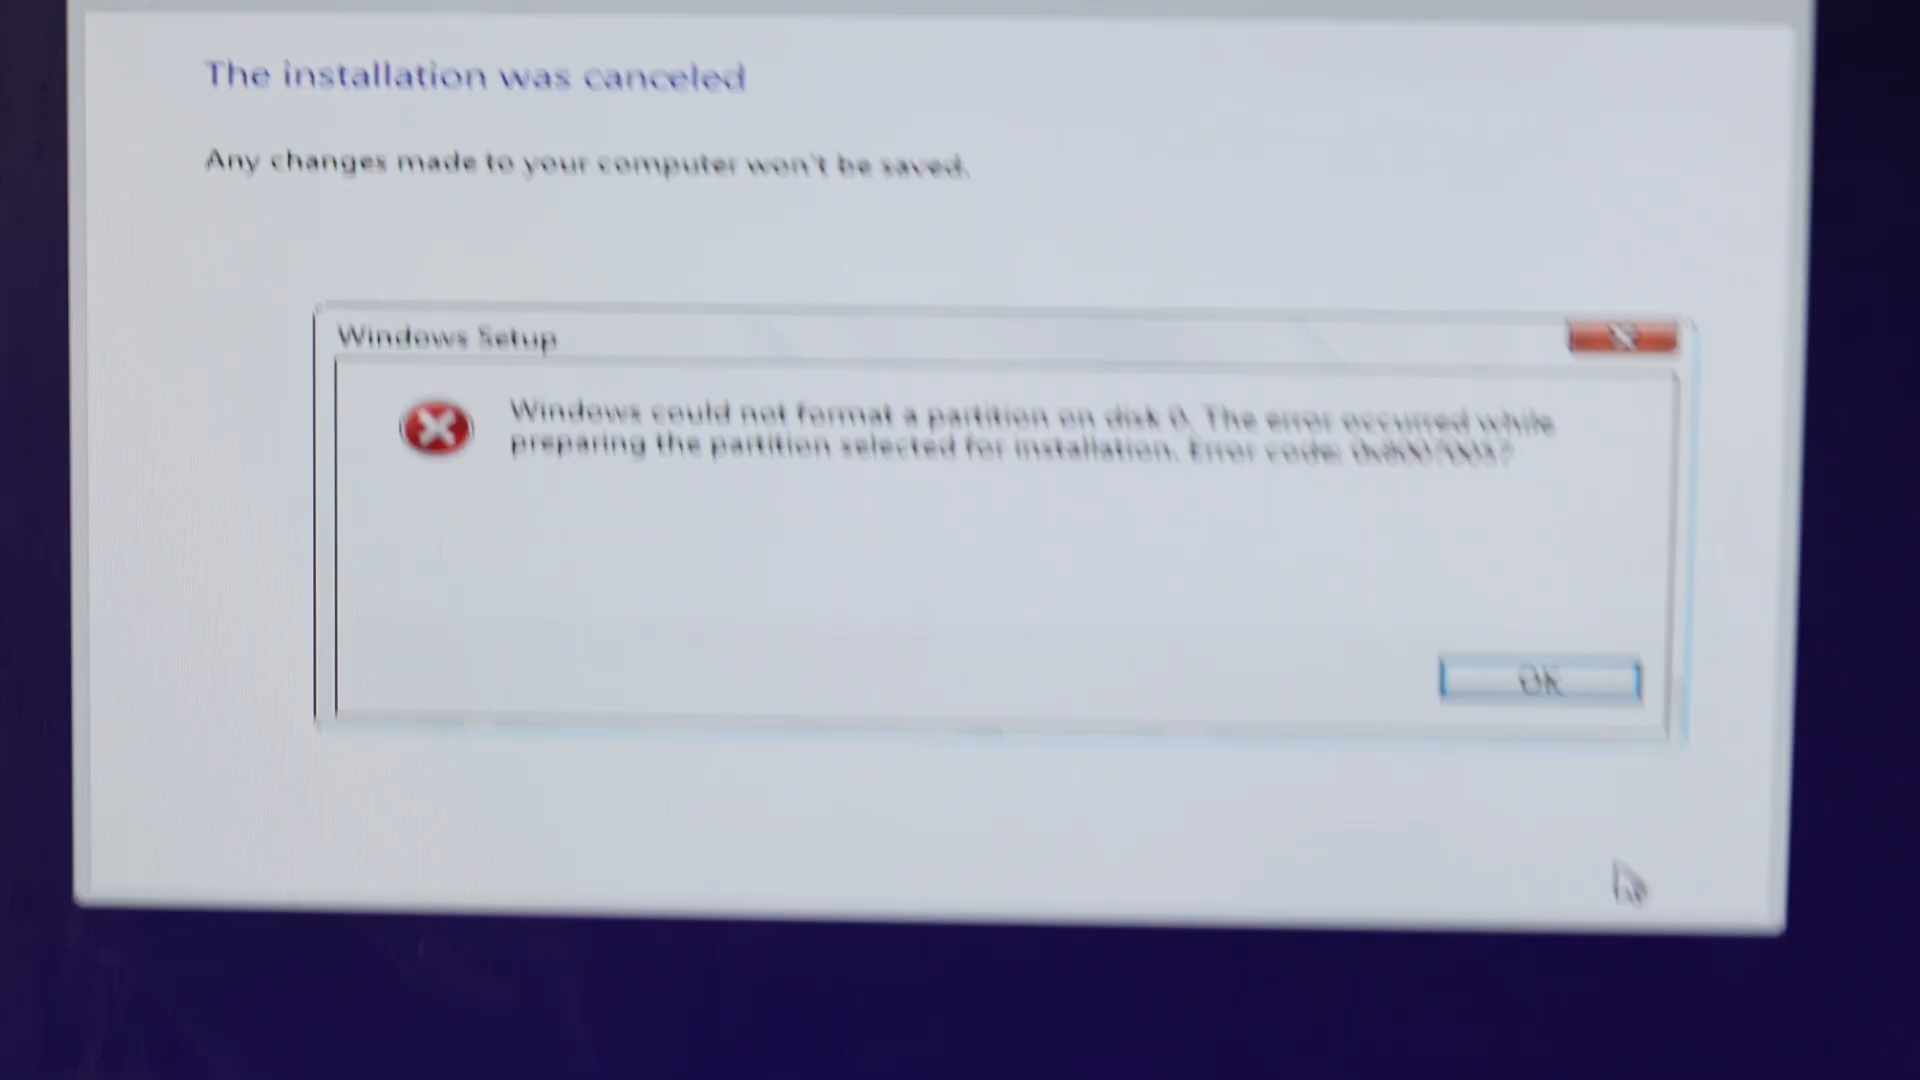 The installation was canceled
Any changes made to your computer won't be saved.
Windows Setup
Windows could not format a partition on disk 0. The error occurred while
preparing the partition selected for installation. Error code:
OK